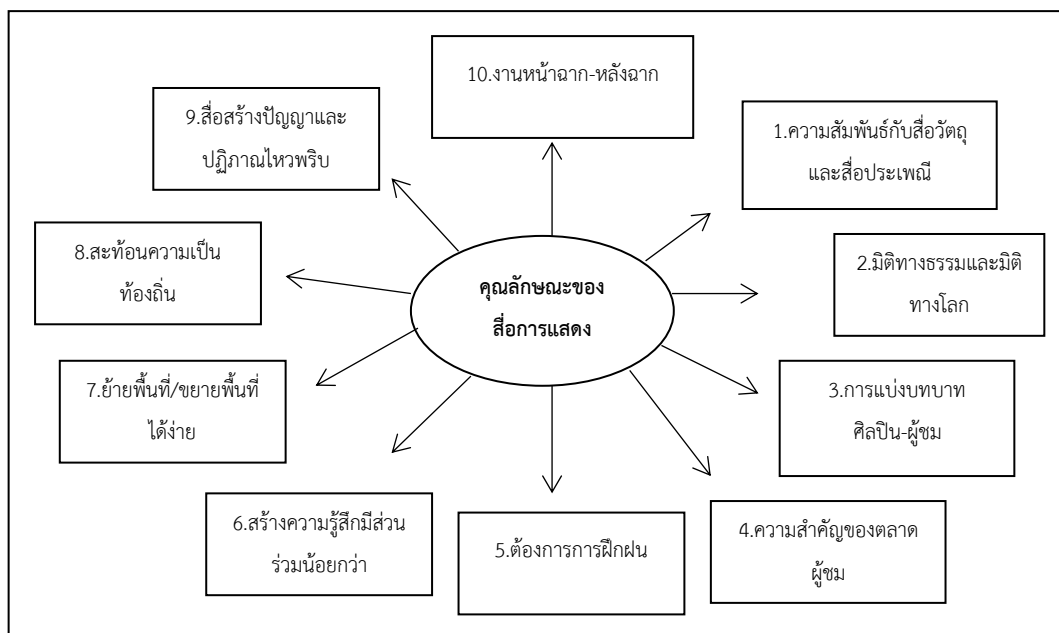 10.งานหน้าฉาก-หลังฉาก
9.สื่อสร้างปัญญาและ
ปฏิภาณไหวพริบ
1.ความสัมพันธ์กับสื่อวัตถุ
และสื่อประเพณี
8.สะท้อนความเป็น
ท้องถิ่น
คุณลักษณะของ
สื่อการแสดง
2.มิติทางธรรมและมิติ
ทางโลก
7.ย้ายพื้นที่/ขยายพื้นที่
ได้ง่าย
3.การแบ่งบทบาท
ศิลปิน-ผู้ชม
6.สร้างความรู้สึกมีส่วน
ร่วมน้อยกว่า
5.ต้องการการฝึกฝน
4.ความสำคัญของตลาด
ผู้ชม